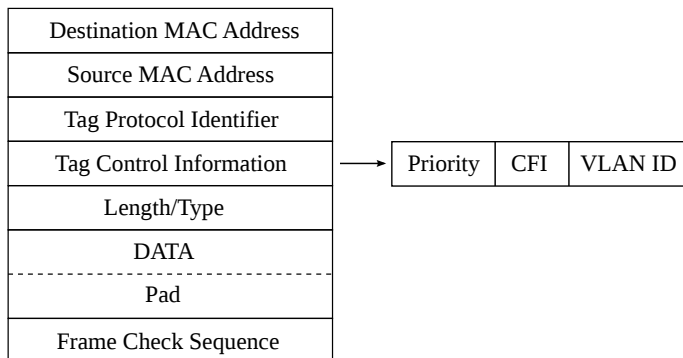 Destination MAC Address
Source MAC Address
Tag Protocol Identifier
Tag Control Information
Priority CFI VLAN ID
Length/Type
DATA
Pad
Frame Check Sequence